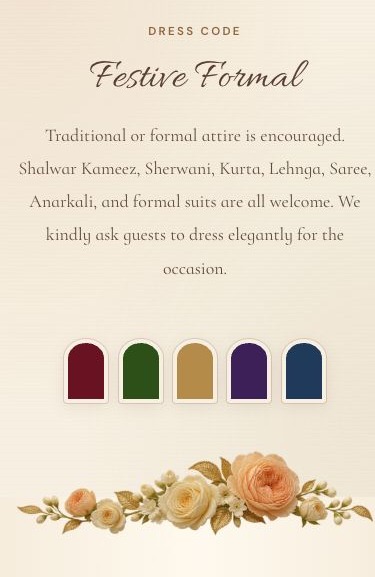 DRESS CODE
Festive Formal
Traditional or formal attire is encouraged.
Shalwar Kameez, Sherwani, Kurta, Lehnga, Saree,
Anarkali, and formal suits are all welcome. We
kindly ask guests to dress elegantly for the
occasion.